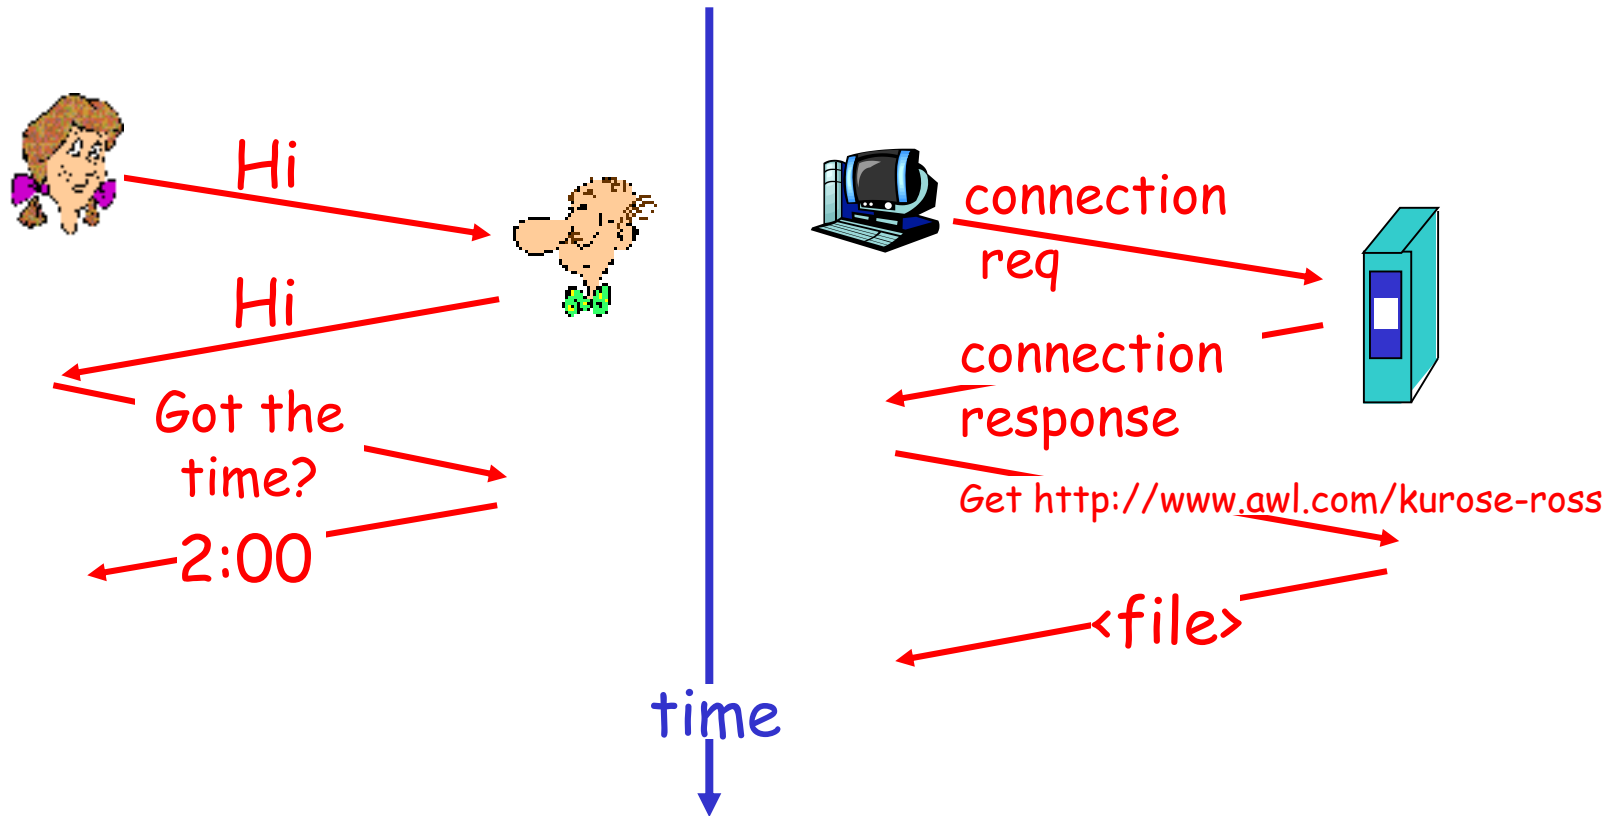 Hi
Hi
Got the
time?
2:00
connection
req
connection
response
Get http://www.awl.com/kurose-ross
<file>
time